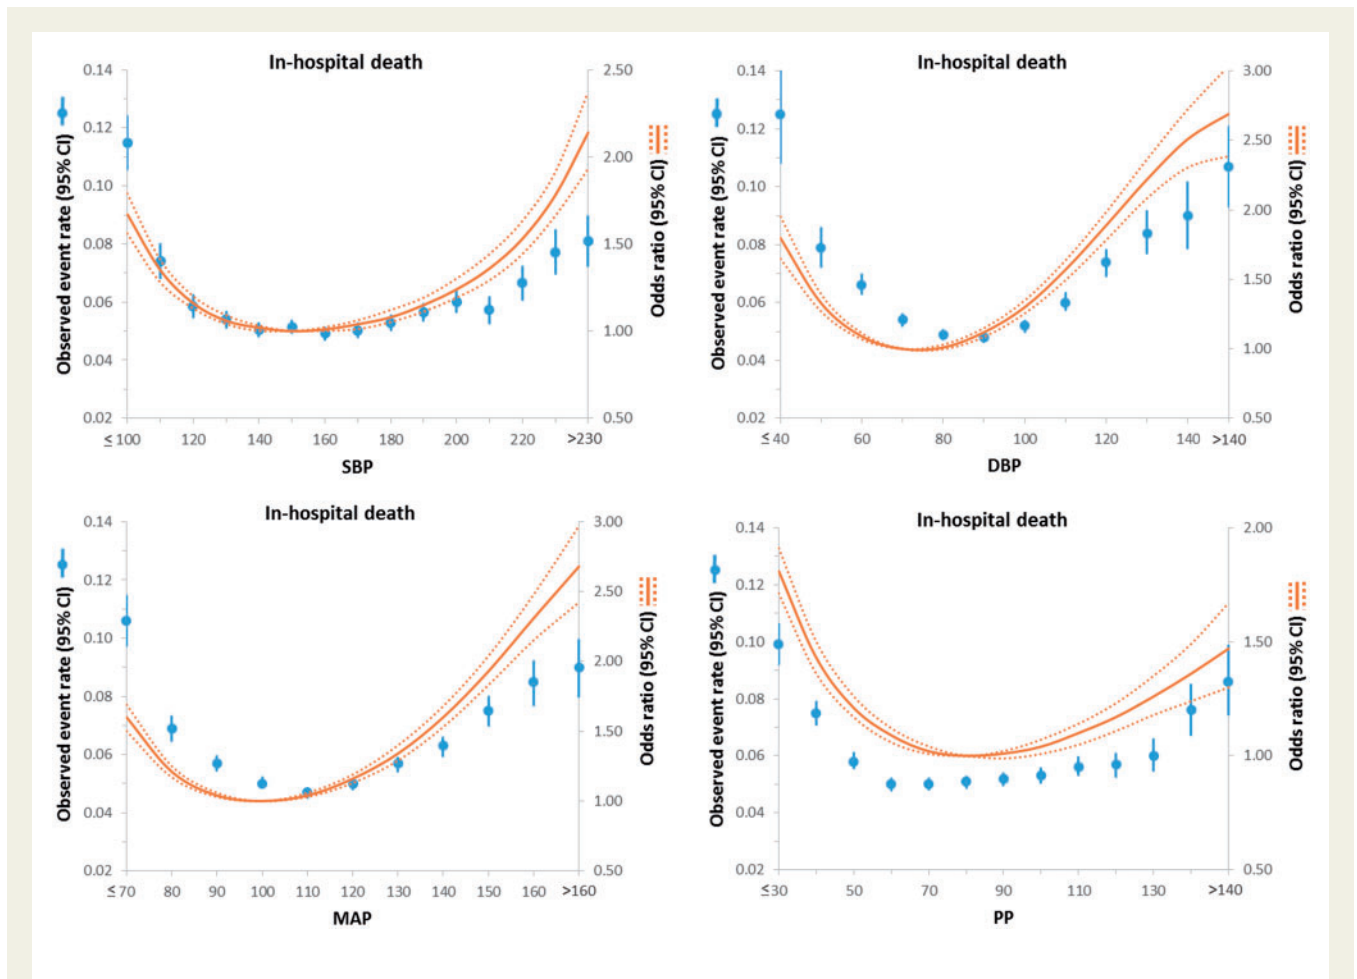 In-hospital death
0.14
0.12
0.10
0.08
0.06
0.04
0.02
Observed event rate (95% CI)
2.50
2.00
1.50
1.00
0.50
Odds ratio (95% CI)
≤100 120 140 160 180 200 220 >230
SBP
In-hospital death
0.14
0.12
0.10
0.08
0.06
0.04
0.02
Observed event rate (95% CI)
3.00
2.50
2.00
1.50
1.00
0.50
Odds ratio (95% CI)
≤40 60 80 100 120 140 >140
DBP
In-hospital death
0.14
0.12
0.10
0.08
0.06
0.04
0.02
Observed event rate (95% CI)
3.00
2.50
2.00
1.50
1.00
0.50
Odds ratio (95% CI)
≤70 80 90 100 110 120 130 140 150 160 >160
MAP
In-hospital death
0.14
0.12
0.10
0.08
0.06
0.04
0.02
Observed event rate (95% CI)
2.00
1.50
1.00
0.50
Odds ratio (95% CI)
≤30 50 70 90 110 130 >140
PP